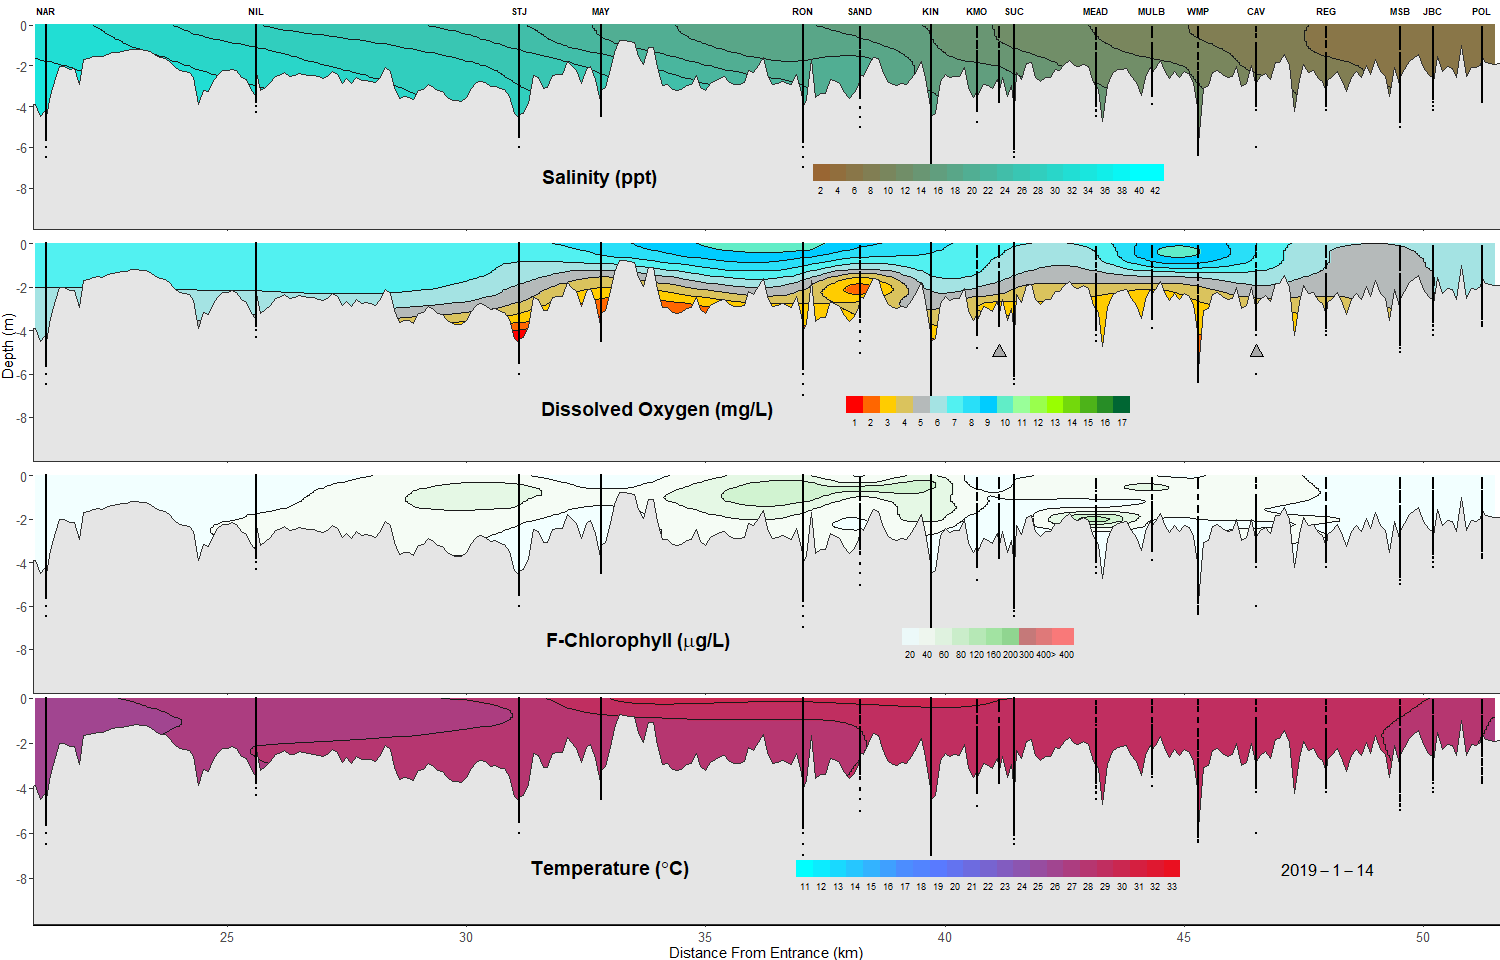 NAR NIL STJ MAY RON SAND KIN KMO SUC MEAD MULB WMP CAV REG MSB JBC POL
0
-2
-4
-6
-8
Salinity (ppt)
2 4 6 8 10 12 14 16 18 20 22 24 26 28 30 32 34 36 38 40 42
0
-2
-4
-6
-8
Depth (m)
Dissolved Oxygen (mg/L)
1 2 3 4 5 6 7 8 9 10 11 12 13 14 15 16 17
0
-2
-4
-6
-8
F-Chlorophyll (μg/L)
20 40 60 80 120 160 200 300 400 > 400
0
-2
-4
-6
-8
Temperature (°C)
11 12 13 14 15 16 17 18 19 20 21 22 23 24 25 26 27 28 29 30 31 32 33
2019 – 1 – 14
25 30 35 40 45 50
Distance From Entrance (km)